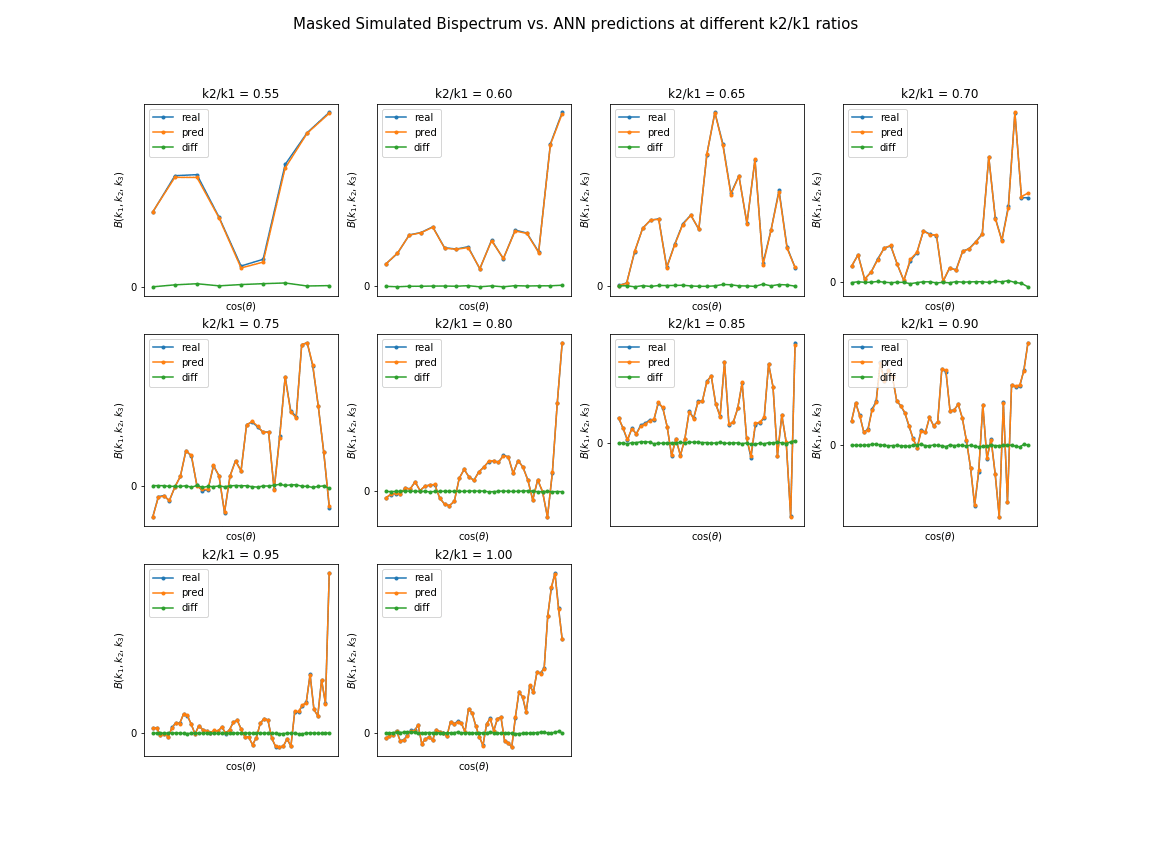 Masked Simulated Bispectrum vs. ANN predictions at different k2/k1 ratios
k2/k1 = 0.55
real
pred
diff
B(k₁, k₂, k₃)
0
cos(θ)
k2/k1 = 0.60
real
pred
diff
B(k₁, k₂, k₃)
0
cos(θ)
k2/k1 = 0.65
real
pred
diff
B(k₁, k₂, k₃)
0
cos(θ)
k2/k1 = 0.70
real
pred
diff
B(k₁, k₂, k₃)
0
cos(θ)
k2/k1 = 0.75
real
pred
diff
B(k₁, k₂, k₃)
0
cos(θ)
k2/k1 = 0.80
real
pred
diff
B(k₁, k₂, k₃)
0
cos(θ)
k2/k1 = 0.85
real
pred
diff
B(k₁, k₂, k₃)
0
cos(θ)
k2/k1 = 0.90
real
pred
diff
B(k₁, k₂, k₃)
0
cos(θ)
k2/k1 = 0.95
real
pred
diff
B(k₁, k₂, k₃)
0
cos(θ)
k2/k1 = 1.00
real
pred
diff
B(k₁, k₂, k₃)
0
cos(θ)